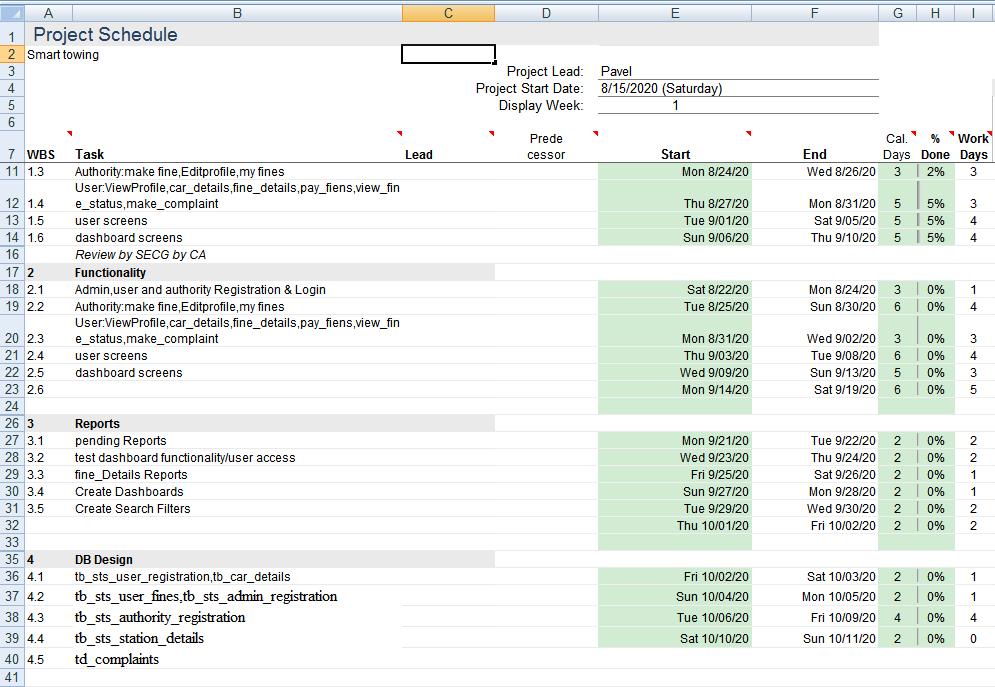 A B C D E F G H I
1 Project Schedule
2 Smart towing
3 Project Lead: Pavel
4 Project Start Date: 8/15/2020 (Saturday)
5 Display Week: 1
6
Prede Cal. % Work
7 WBS Task Lead cessor Start End Days Done Days
11 1.3 Authority:make fine,Editprofile,my fines Mon 8/24/20 Wed 8/26/20 3 2% 3
User:ViewProfile,car_details,fine_details,pay_fiens,view_fin
12 1.4 e_status,make_complaint Thu 8/27/20 Mon 8/31/20 5 5% 3
13 1.5 user screens Tue 9/01/20 Sat 9/05/20 5 5% 4
14 1.6 dashboard screens Sun 9/06/20 Thu 9/10/20 5 5% 4
16 Review by SECG by CA
17 2 Functionality
18 2.1 Admin,user and authority Registration & Login Sat 8/22/20 Mon 8/24/20 3 0% 1
19 2.2 Authority:make fine,Editprofile,my fines Tue 8/25/20 Sun 8/30/20 6 0% 4
User:ViewProfile,car_details,fine_details,pay_fiens,view_fin
20 2.3 e_status,make_complaint Mon 8/31/20 Wed 9/02/20 3 0% 3
21 2.4 user screens Thu 9/03/20 Tue 9/08/20 6 0% 4
22 2.5 dashboard screens Wed 9/09/20 Sun 9/13/20 5 0% 3
23 2.6 Mon 9/14/20 Sat 9/19/20 6 0% 5
24
26 3 Reports
27 3.1 pending Reports Mon 9/21/20 Tue 9/22/20 2 0% 2
28 3.2 test dashboard functionality/user access Wed 9/23/20 Thu 9/24/20 2 0% 2
29 3.3 fine_Details Reports Fri 9/25/20 Sat 9/26/20 2 0% 1
30 3.4 Create Dashboards Sun 9/27/20 Mon 9/28/20 2 0% 1
31 3.5 Create Search Filters Tue 9/29/20 Wed 9/30/20 2 0% 2
32 Thu 10/01/20 Fri 10/02/20 2 0% 2
33
35 4 DB Design
36 4.1 tb_sts_user_registration,tb_car_details Fri 10/02/20 Sat 10/03/20 2 0% 1
37 4.2 tb_sts_user_fines,tb_sts_admin_registration Sun 10/04/20 Mon 10/05/20 2 0% 1
38 4.3 tb_sts_authority_registration Tue 10/06/20 Fri 10/09/20 4 0% 4
39 4.4 tb_sts_station_details Sat 10/10/20 Sun 10/11/20 2 0% 0
40 4.5 td_complaints
41